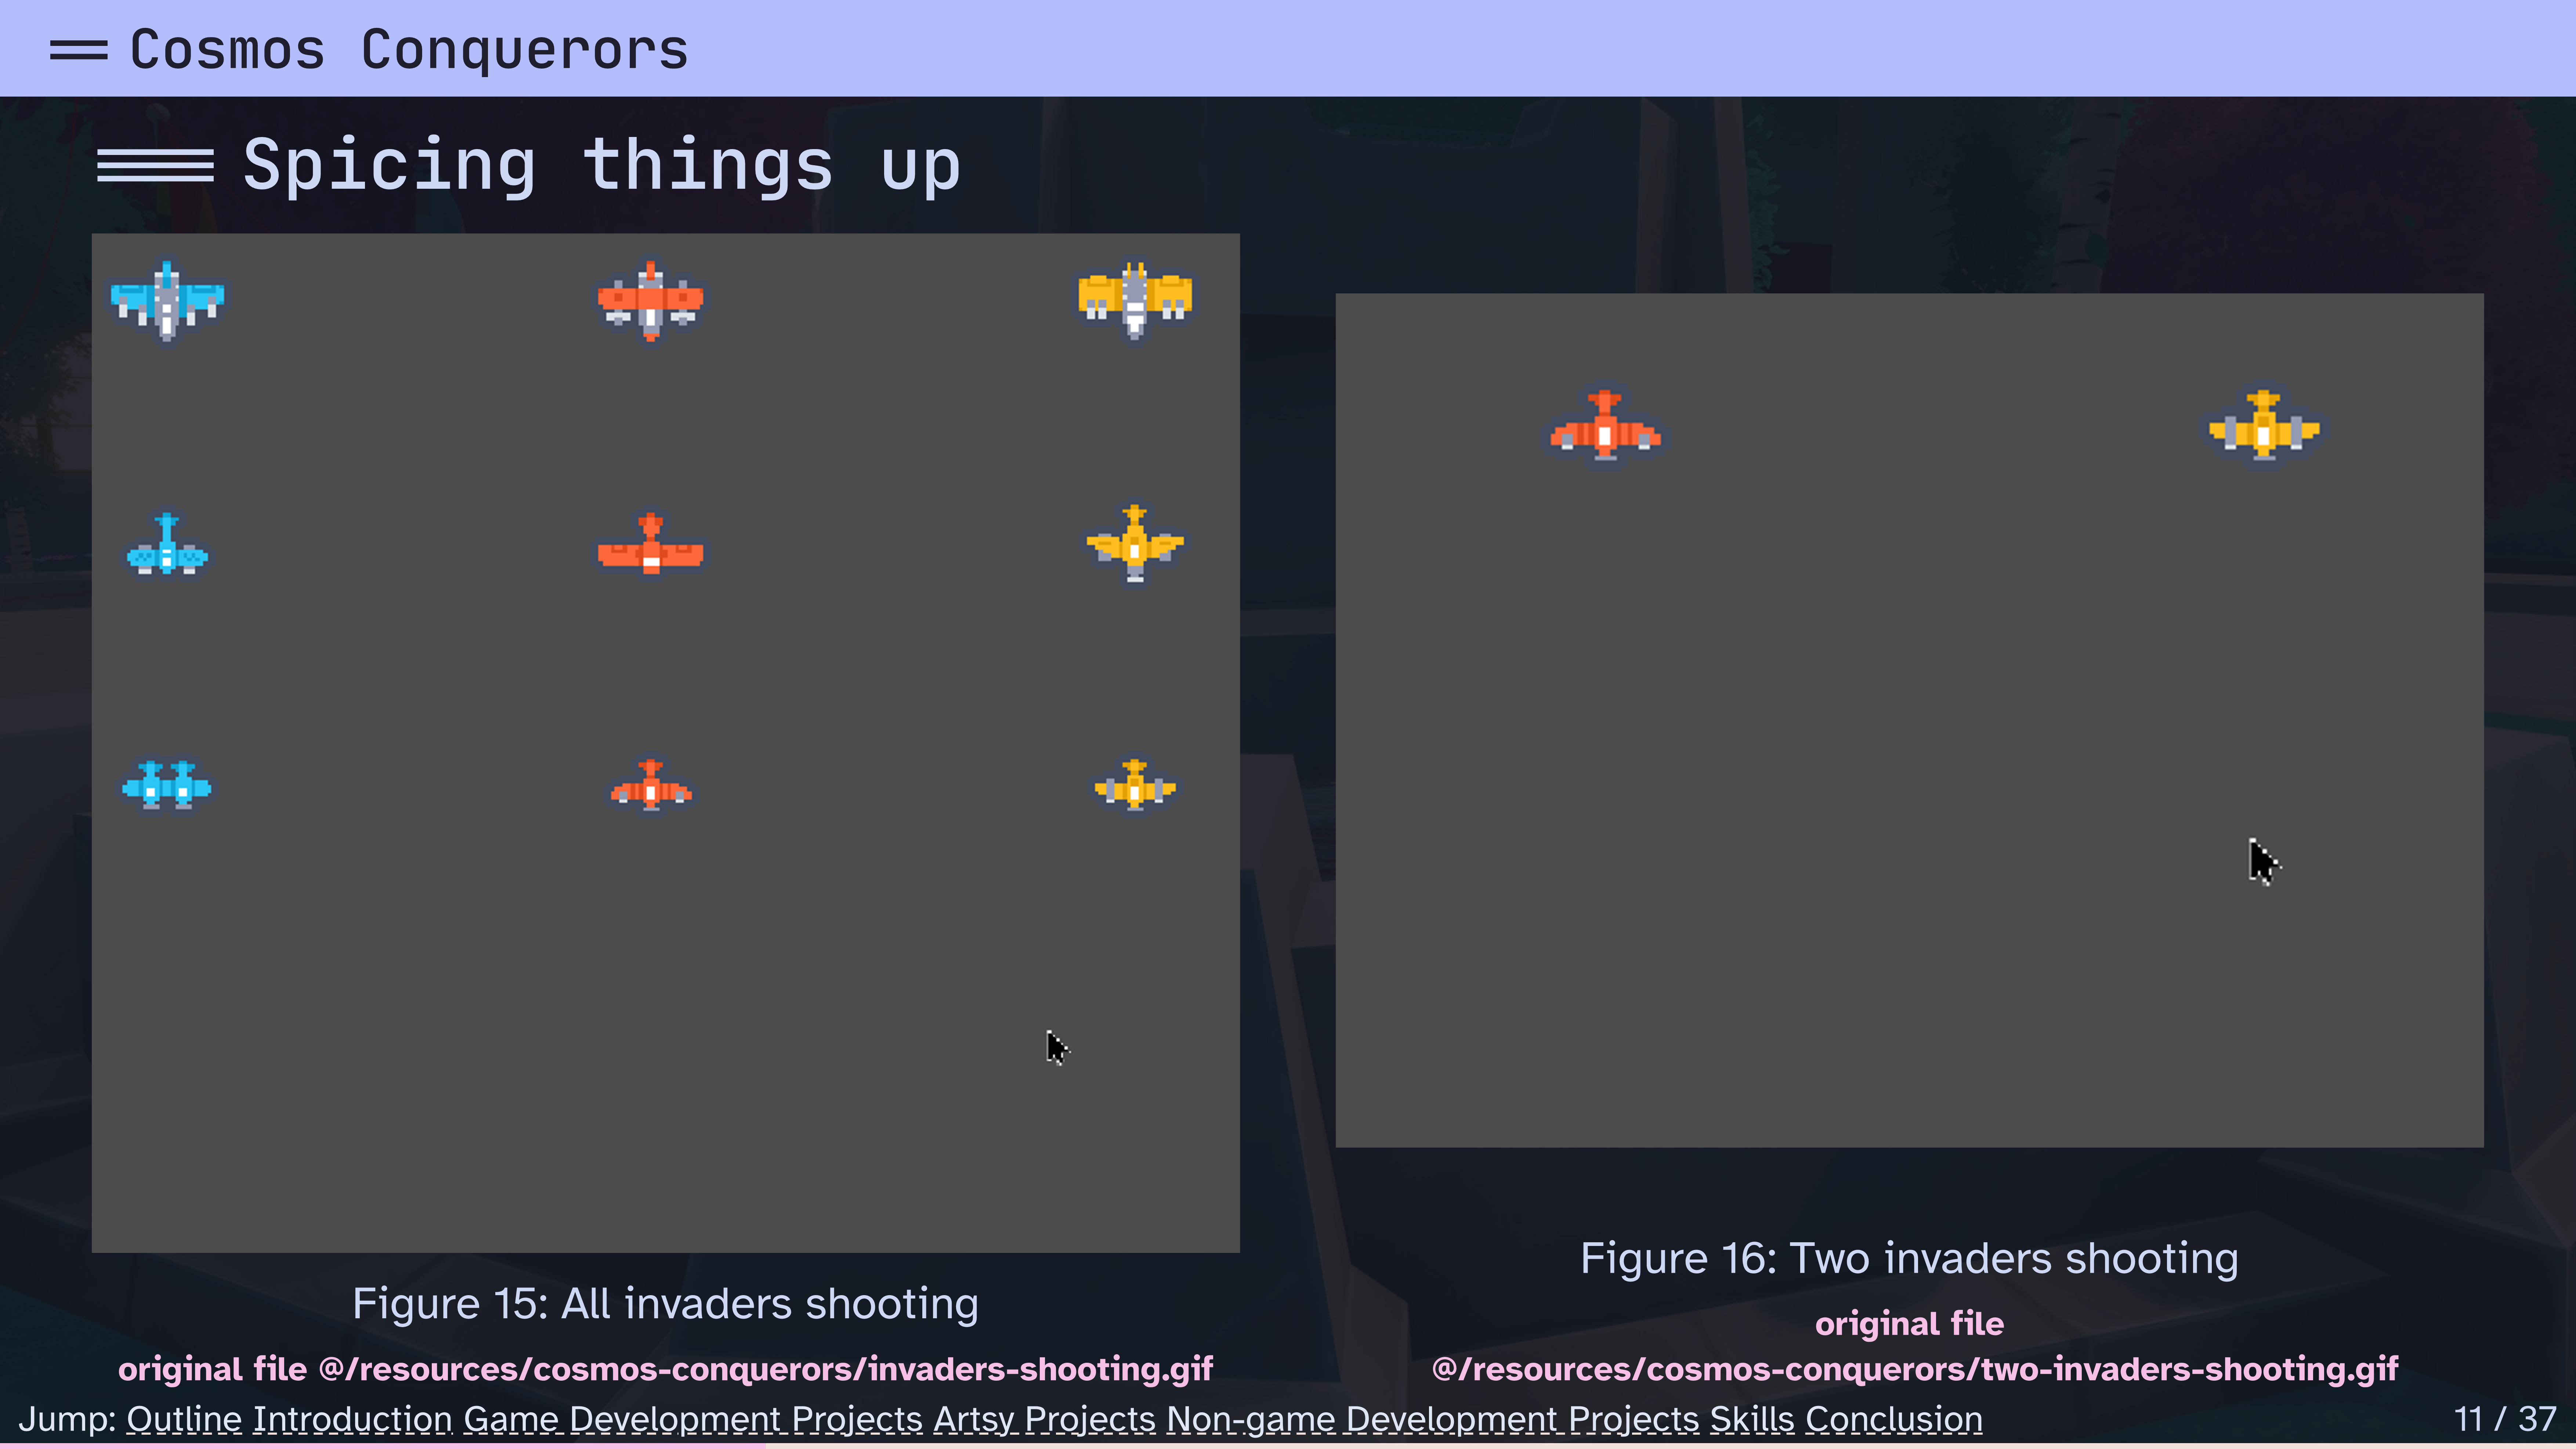 Cosmos Conquerors
Spicing things up
Figure 15: All invaders shooting
original file @/resources/cosmos-conquerors/invaders-shooting.gif
Figure 16: Two invaders shooting
original file
@/resources/cosmos-conquerors/two-invaders-shooting.gif
Jump: Outline Introduction Game Development Projects Artsy Projects Non-game Development Projects Skills Conclusion 11 / 37